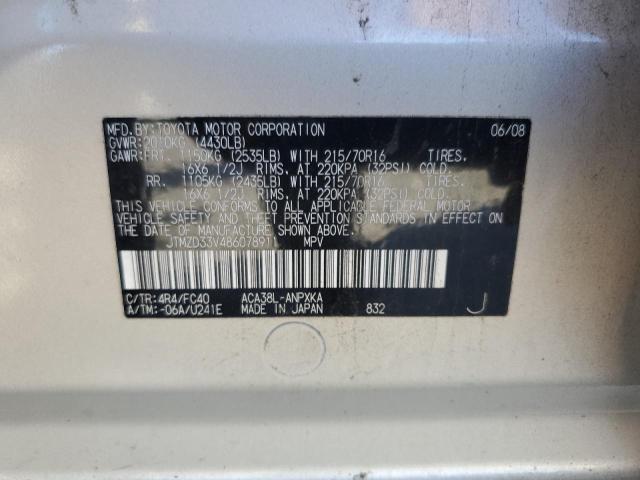 MFD.BY:TOYOTA MOTOR CORPORATION 06/08
GVWR:2010KG (4430LB)
GAWR:FRT. 1150KG (2535LB) WITH 215/70R16 TIRES,
16X6 1/2J RIMS, AT 220KPA (32PSI) COLD.
RR. 1105KG (2435LB) WITH 215/70R16 TIRES,
16X6 1/2J RIMS, AT 220KPA (32PSI) COLD.
THIS VEHICLE CONFORMS TO ALL APPLICABLE FEDERAL MOTOR
VEHICLE SAFETY AND THEFT PREVENTION STANDARDS IN EFFECT ON
THE DATE OF MANUFACTURE SHOWN ABOVE.
JTMZD33V486078911 MPV
C/TR:4R4/FC40 ACA38L-ANPXKA
A/TM:-06A/U241E MADE IN JAPAN 832 J